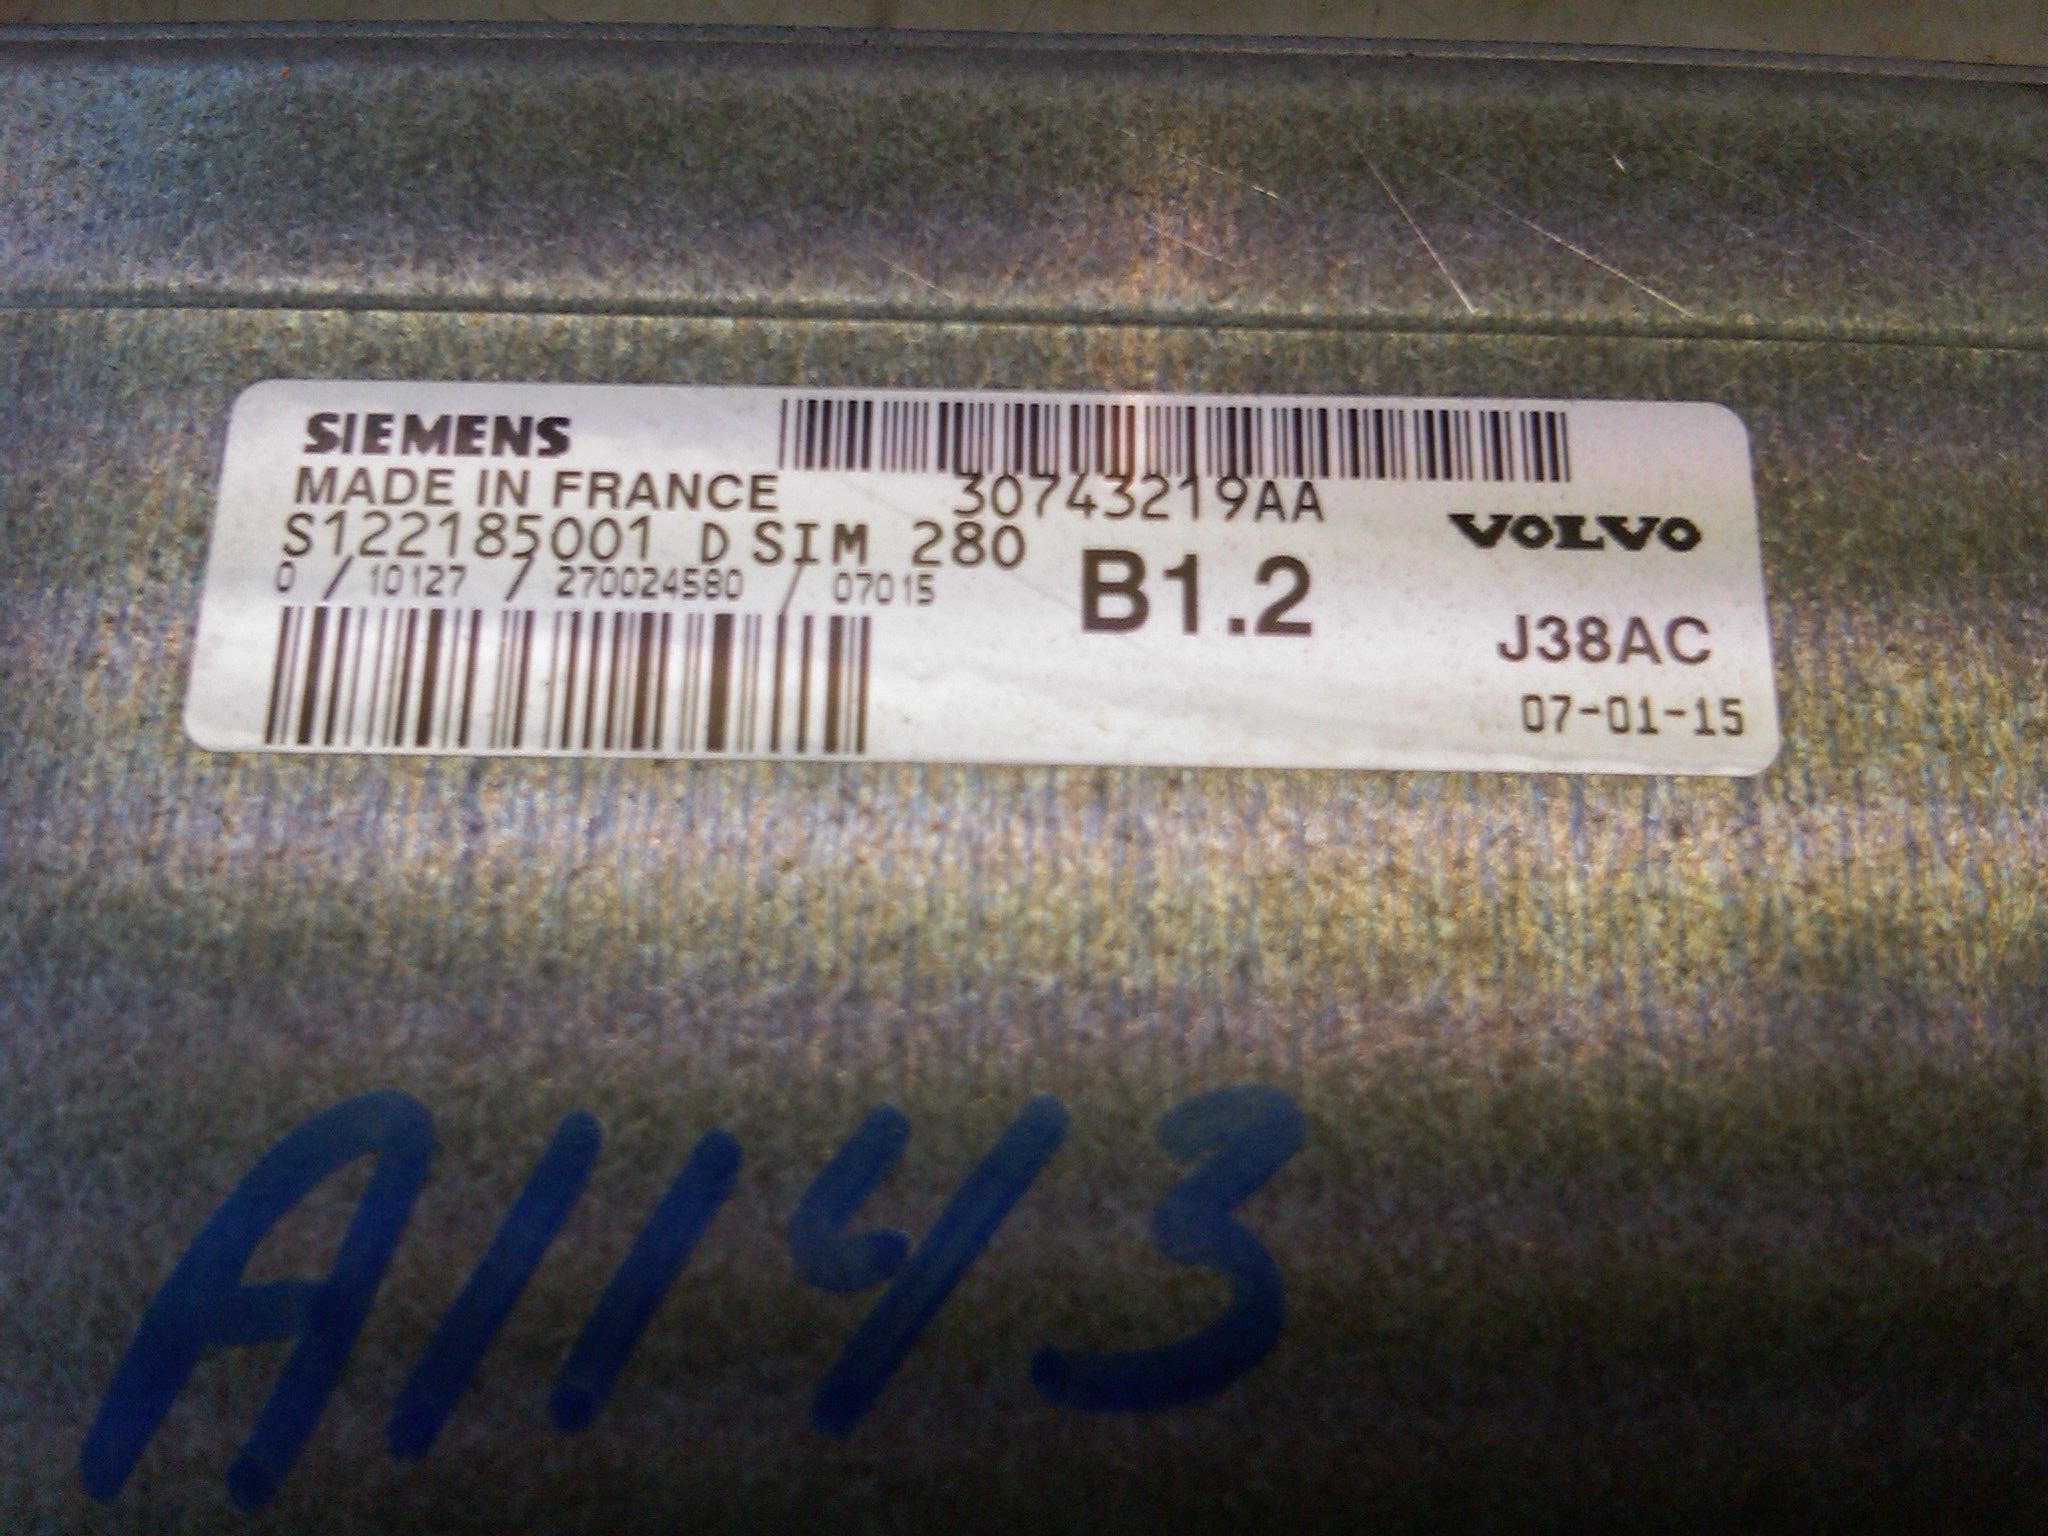 SIEMENS
MADE IN FRANCE 30743219AA
S122185001 D SIM 280 VOLVO
0 / 10127 / 270024580 / 07015
B1.2
J38AC
07-01-15
A1143